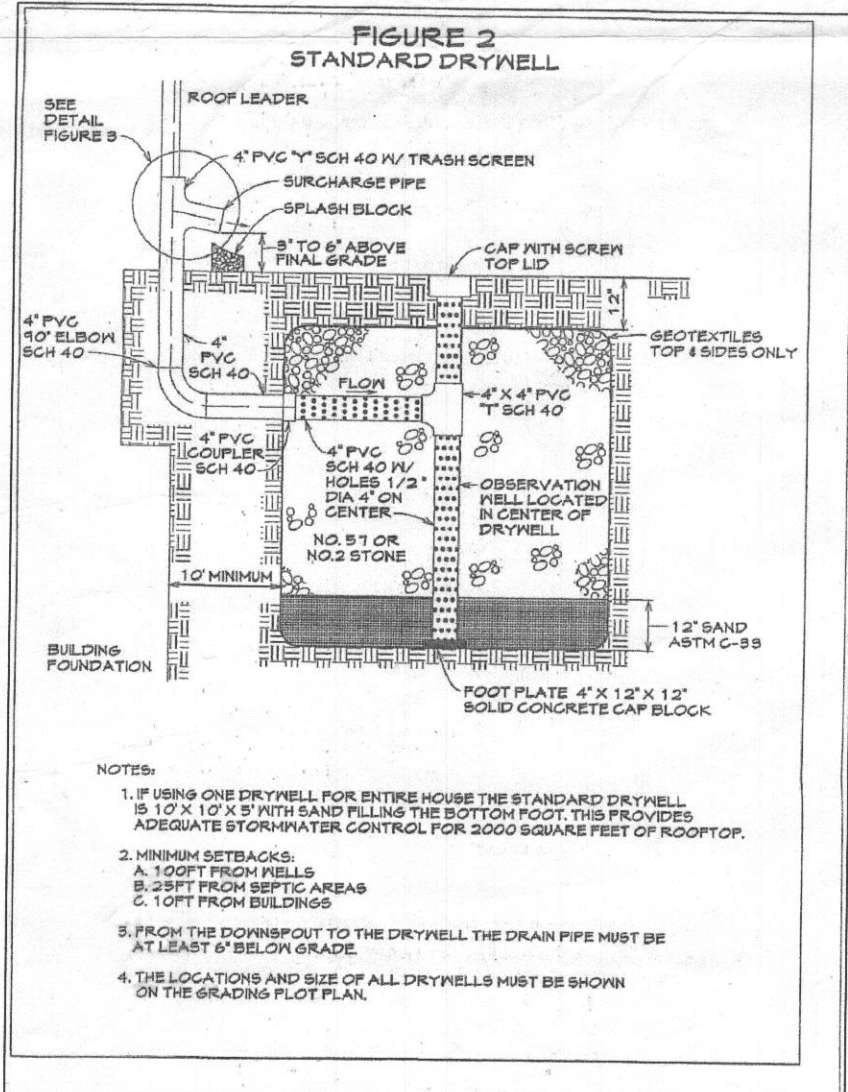 FIGURE 2
STANDARD DRYWELL
SEE
DETAIL
FIGURE 3
ROOF LEADER
4" PVC "Y" SCH 40 W/ TRASH SCREEN
SURCHARGE PIPE
SPLASH BLOCK
3" TO 6" ABOVE
FINAL GRADE
CAP WITH SCREW
TOP LID
12"
4" PVC
90° ELBOW
SCH 40
4"
PVC
SCH 40
GEOTEXTILES
TOP & SIDES ONLY
FLOW
4" X 4" PVC
"T" SCH 40
4" PVC
COUPLER
SCH 40
4" PVC
SCH 40 W/
HOLES 1/2"
DIA 4" ON
CENTER
OBSERVATION
WELL LOCATED
IN CENTER OF
DRYWELL
NO. 57 OR
NO.2 STONE
10' MINIMUM
12" SAND
ASTM C-33
BUILDING
FOUNDATION
FOOT PLATE 4" X 12" X 12"
SOLID CONCRETE CAP BLOCK
NOTES:
1. IF USING ONE DRYWELL FOR ENTIRE HOUSE THE STANDARD DRYWELL
IS 10' X 10' X 5' WITH SAND FILLING THE BOTTOM FOOT. THIS PROVIDES
ADEQUATE STORMWATER CONTROL FOR 2000 SQUARE FEET OF ROOFTOP.
2. MINIMUM SETBACKS:
A. 100FT FROM WELLS
B. 25FT FROM SEPTIC AREAS
C. 10FT FROM BUILDINGS
3. FROM THE DOWNSPOUT TO THE DRYWELL THE DRAIN PIPE MUST BE
AT LEAST 6" BELOW GRADE
4. THE LOCATIONS AND SIZE OF ALL DRYWELLS MUST BE SHOWN
ON THE GRADING PLOT PLAN.